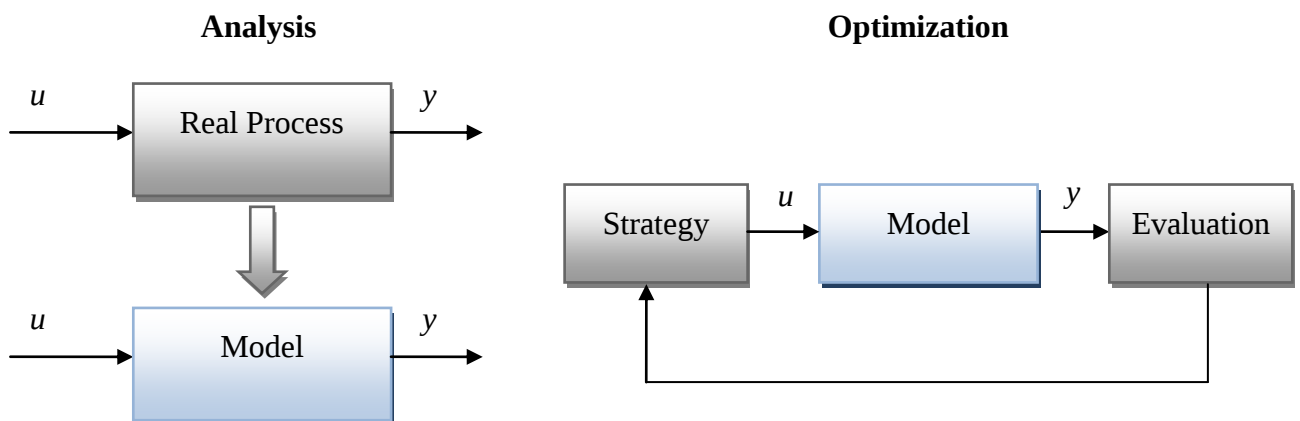 Analysis
u
Real Process
y
u
Model
y
Optimization
Strategy
u
Model
y
Evaluation